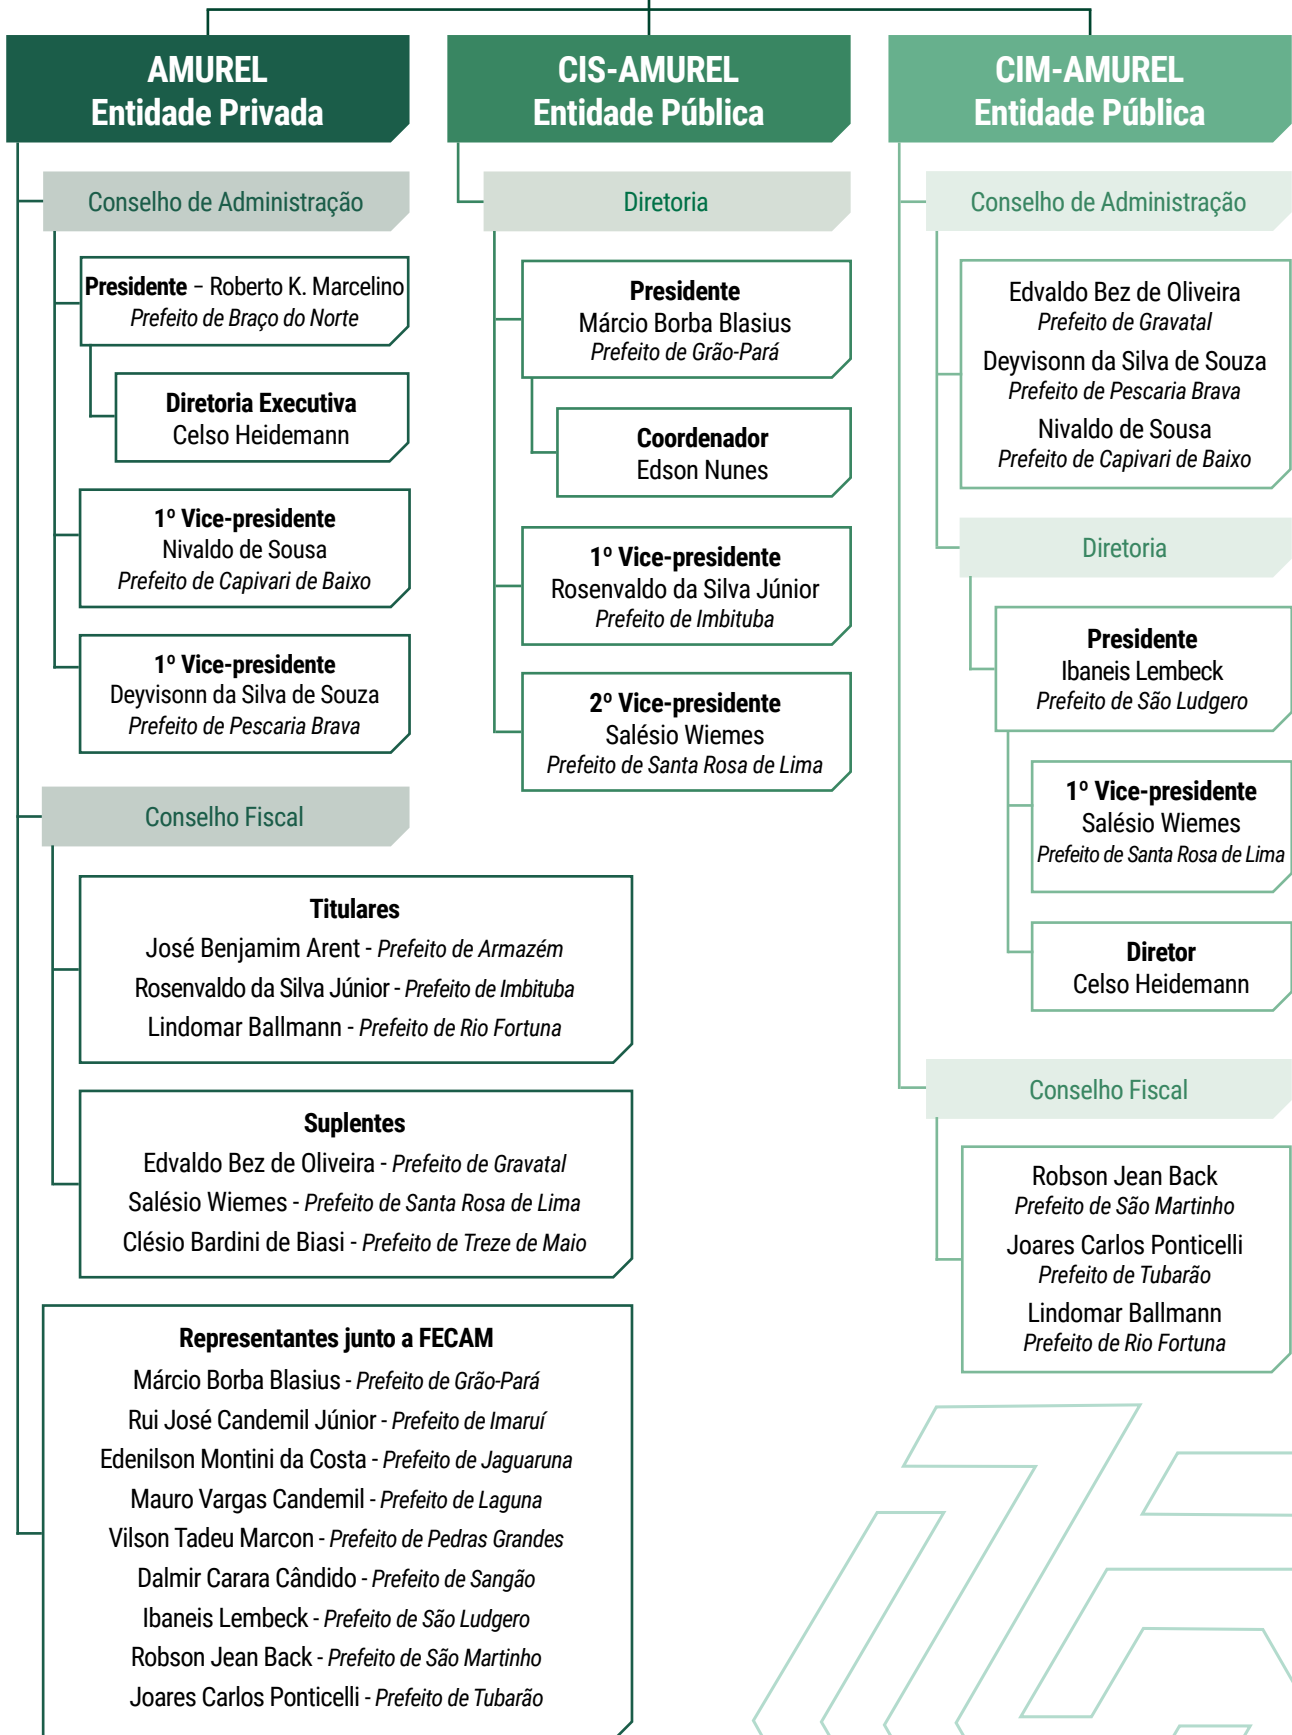 AMUREL
Entidade Privada
Conselho de Administração
Presidente – Roberto K. Marcelino
Prefeito de Braço do Norte
Diretoria Executiva
Celso Heidemann
1º Vice-presidente
Nivaldo de Sousa
Prefeito de Capivari de Baixo
1º Vice-presidente
Deyvisonn da Silva de Souza
Prefeito de Pescaria Brava
Conselho Fiscal
Titulares
José Benjamim Arent - Prefeito de Armazém
Rosenvaldo da Silva Júnior - Prefeito de Imbituba
Lindomar Ballmann - Prefeito de Rio Fortuna
Suplentes
Edvaldo Bez de Oliveira - Prefeito de Gravatal
Salésio Wiemes - Prefeito de Santa Rosa de Lima
Clésio Bardini de Biasi - Prefeito de Treze de Maio
Representantes junto a FECAM
Márcio Borba Blasius - Prefeito de Grão-Pará
Rui José Candemil Júnior - Prefeito de Imaruí
Edenilson Montini da Costa - Prefeito de Jaguaruna
Mauro Vargas Candemil - Prefeito de Laguna
Vilson Tadeu Marcon - Prefeito de Pedras Grandes
Dalmir Carara Cândido - Prefeito de Sangão
Ibaneis Lembeck - Prefeito de São Ludgero
Robson Jean Back - Prefeito de São Martinho
Joares Carlos Ponticelli - Prefeito de Tubarão
CIS-AMUREL
Entidade Pública
Diretoria
Presidente
Márcio Borba Blasius
Prefeito de Grão-Pará
Coordenador
Edson Nunes
1º Vice-presidente
Rosenvaldo da Silva Júnior
Prefeito de Imbituba
2º Vice-presidente
Salésio Wiemes
Prefeito de Santa Rosa de Lima
CIM-AMUREL
Entidade Pública
Conselho de Administração
Edvaldo Bez de Oliveira
Prefeito de Gravatal
Deyvisonn da Silva de Souza
Prefeito de Pescaria Brava
Nivaldo de Sousa
Prefeito de Capivari de Baixo
Diretoria
Presidente
Ibaneis Lembeck
Prefeito de São Ludgero
1º Vice-presidente
Salésio Wiemes
Prefeito de Santa Rosa de Lima
Diretor
Celso Heidemann
Conselho Fiscal
Robson Jean Back
Prefeito de São Martinho
Joares Carlos Ponticelli
Prefeito de Tubarão
Lindomar Ballmann
Prefeito de Rio Fortuna